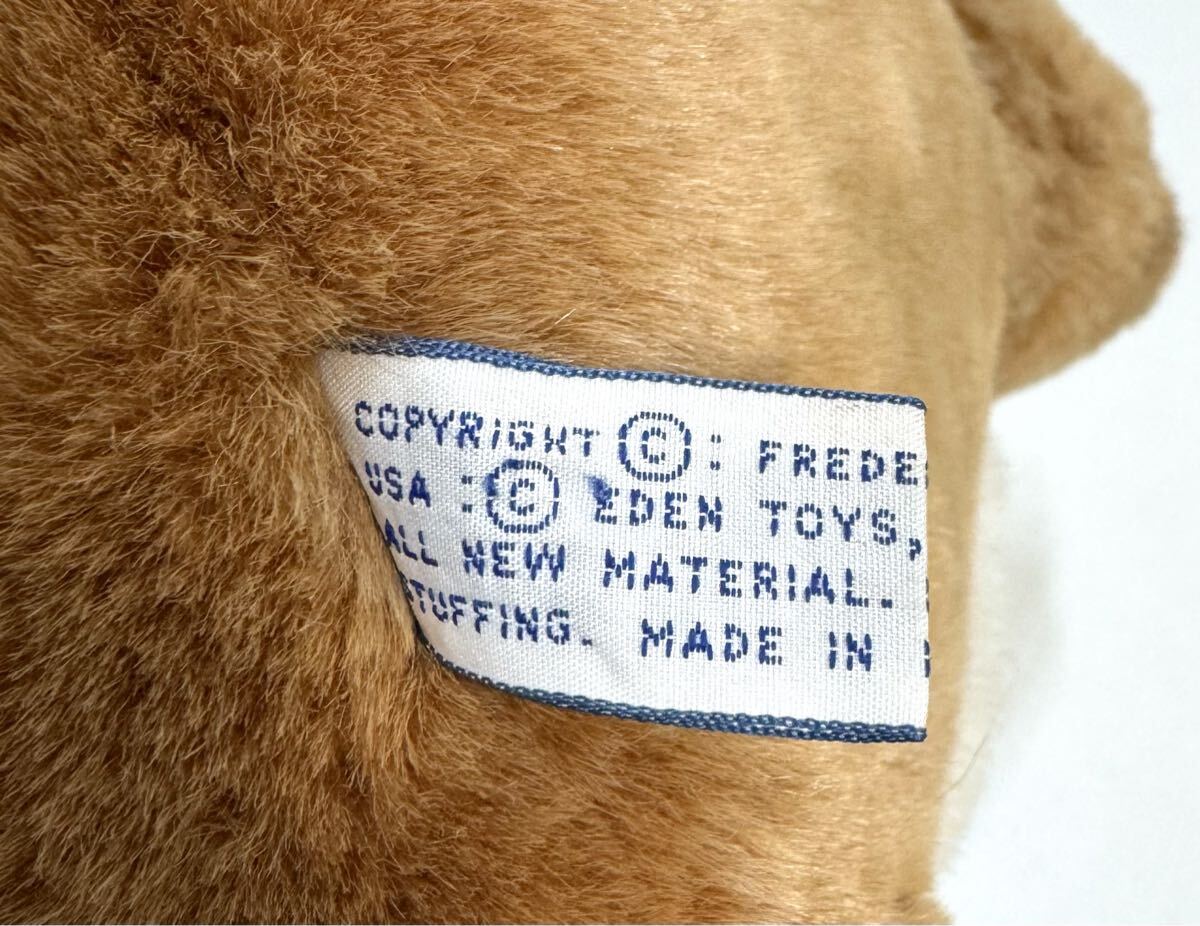 COPYRiGHT ©: FREDE
USA :© EDEN TOYS,
ALL NEW MATERIAL.
STUFFING. MADE IN